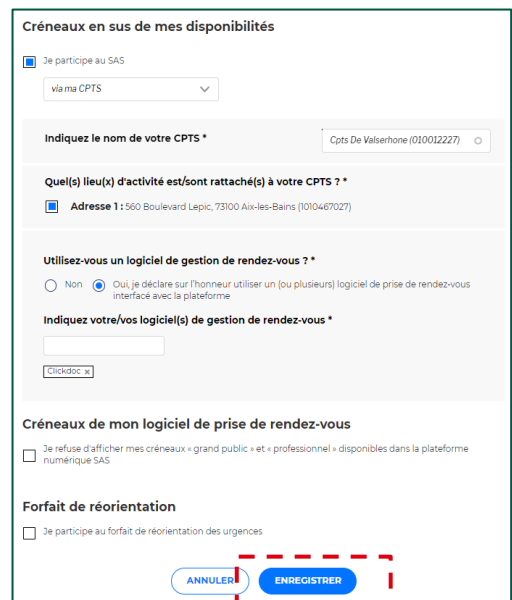 Créneaux en sus de mes disponibilités
Je participe au SAS
via ma CPTS
Indiquez le nom de votre CPTS *
Cpts De Valserhone (010012227)
Quel(s) lieu(x) d'activité est/sont rattaché(s) à votre CPTS ? *
Adresse 1 : 560 Boulevard Lepic, 73100 Aix-les-Bains (1010467027)
Utilisez-vous un logiciel de gestion de rendez-vous ? *
Non
Oui, je déclare sur l'honneur utiliser un (ou plusieurs) logiciel de prise de rendez-vous
interfacé avec la plateforme
Indiquez votre/vos logiciel(s) de gestion de rendez-vous *
Clickdoc x
Créneaux de mon logiciel de prise de rendez-vous
Je refuse d'afficher mes créneaux « grand public » et « professionnel » disponibles dans la plateforme
numérique SAS
Forfait de réorientation
Je participe au forfait de réorientation des urgences
ANNULER
ENREGISTRER